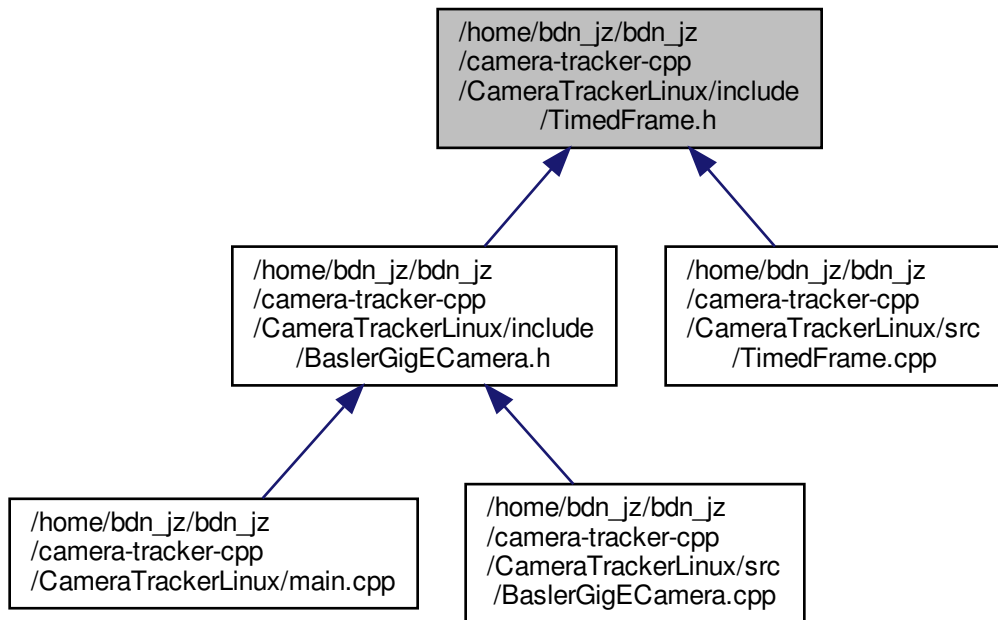 /home/bdn_jz/bdn_jz
/camera-tracker-cpp
/CameraTrackerLinux/include
/TimedFrame.h
/home/bdn_jz/bdn_jz
/camera-tracker-cpp
/CameraTrackerLinux/include
/BaslerGigECamera.h
/home/bdn_jz/bdn_jz
/camera-tracker-cpp
/CameraTrackerLinux/src
/TimedFrame.cpp
/home/bdn_jz/bdn_jz
/camera-tracker-cpp
/CameraTrackerLinux/main.cpp
/home/bdn_jz/bdn_jz
/camera-tracker-cpp
/CameraTrackerLinux/src
/BaslerGigECamera.cpp